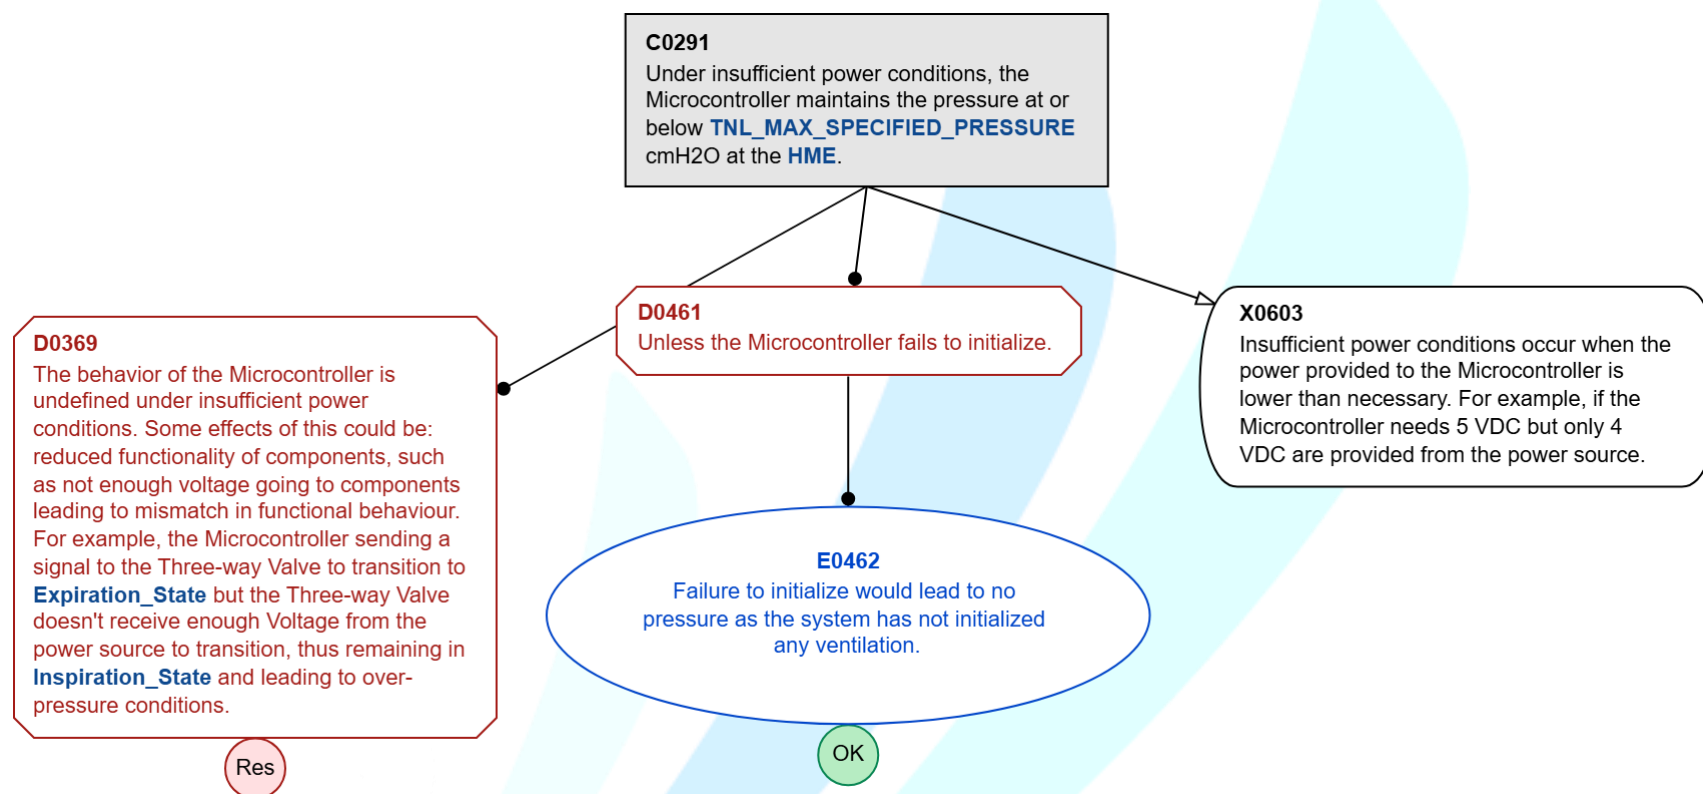 C0291
Under insufficient power conditions, the
Microcontroller maintains the pressure at or
below TNL_MAX_SPECIFIED_PRESSURE
cmH2O at the HME.
D0369
The behavior of the Microcontroller is
undefined under insufficient power
conditions. Some effects of this could be:
reduced functionality of components, such
as not enough voltage going to components
leading to mismatch in functional behaviour.
For example, the Microcontroller sending a
signal to the Three-way Valve to transition to
Expiration_State but the Three-way Valve
doesn't receive enough Voltage from the
power source to transition, thus remaining in
Inspiration_State and leading to over-
pressure conditions.
Res
D0461
Unless the Microcontroller fails to initialize.
E0462
Failure to initialize would lead to no
pressure as the system has not initialized
any ventilation.
OK
X0603
Insufficient power conditions occur when the
power provided to the Microcontroller is
lower than necessary. For example, if the
Microcontroller needs 5 VDC but only 4
VDC are provided from the power source.